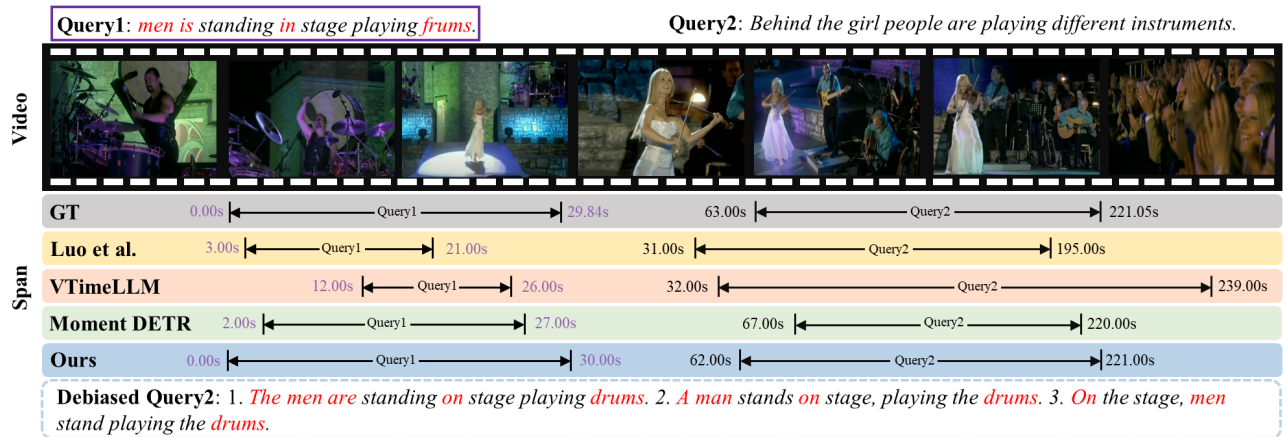 Query1: men is standing in stage playing frums.
Query2: Behind the girl people are playing different instruments.
Video
Span
GT 0.00s Query1 29.84s 63.00s Query2 221.05s
Luo et al. 3.00s Query1 21.00s 31.00s Query2 195.00s
VTimeLLM 12.00s Query1 26.00s 32.00s Query2 239.00s
Moment DETR 2.00s Query1 27.00s 67.00s Query2 220.00s
Ours 0.00s Query1 30.00s 62.00s Query2 221.00s
Debiased Query2: 1. The men are standing on stage playing drums. 2. A man stands on stage, playing the drums. 3. On the stage, men
stand playing the drums.